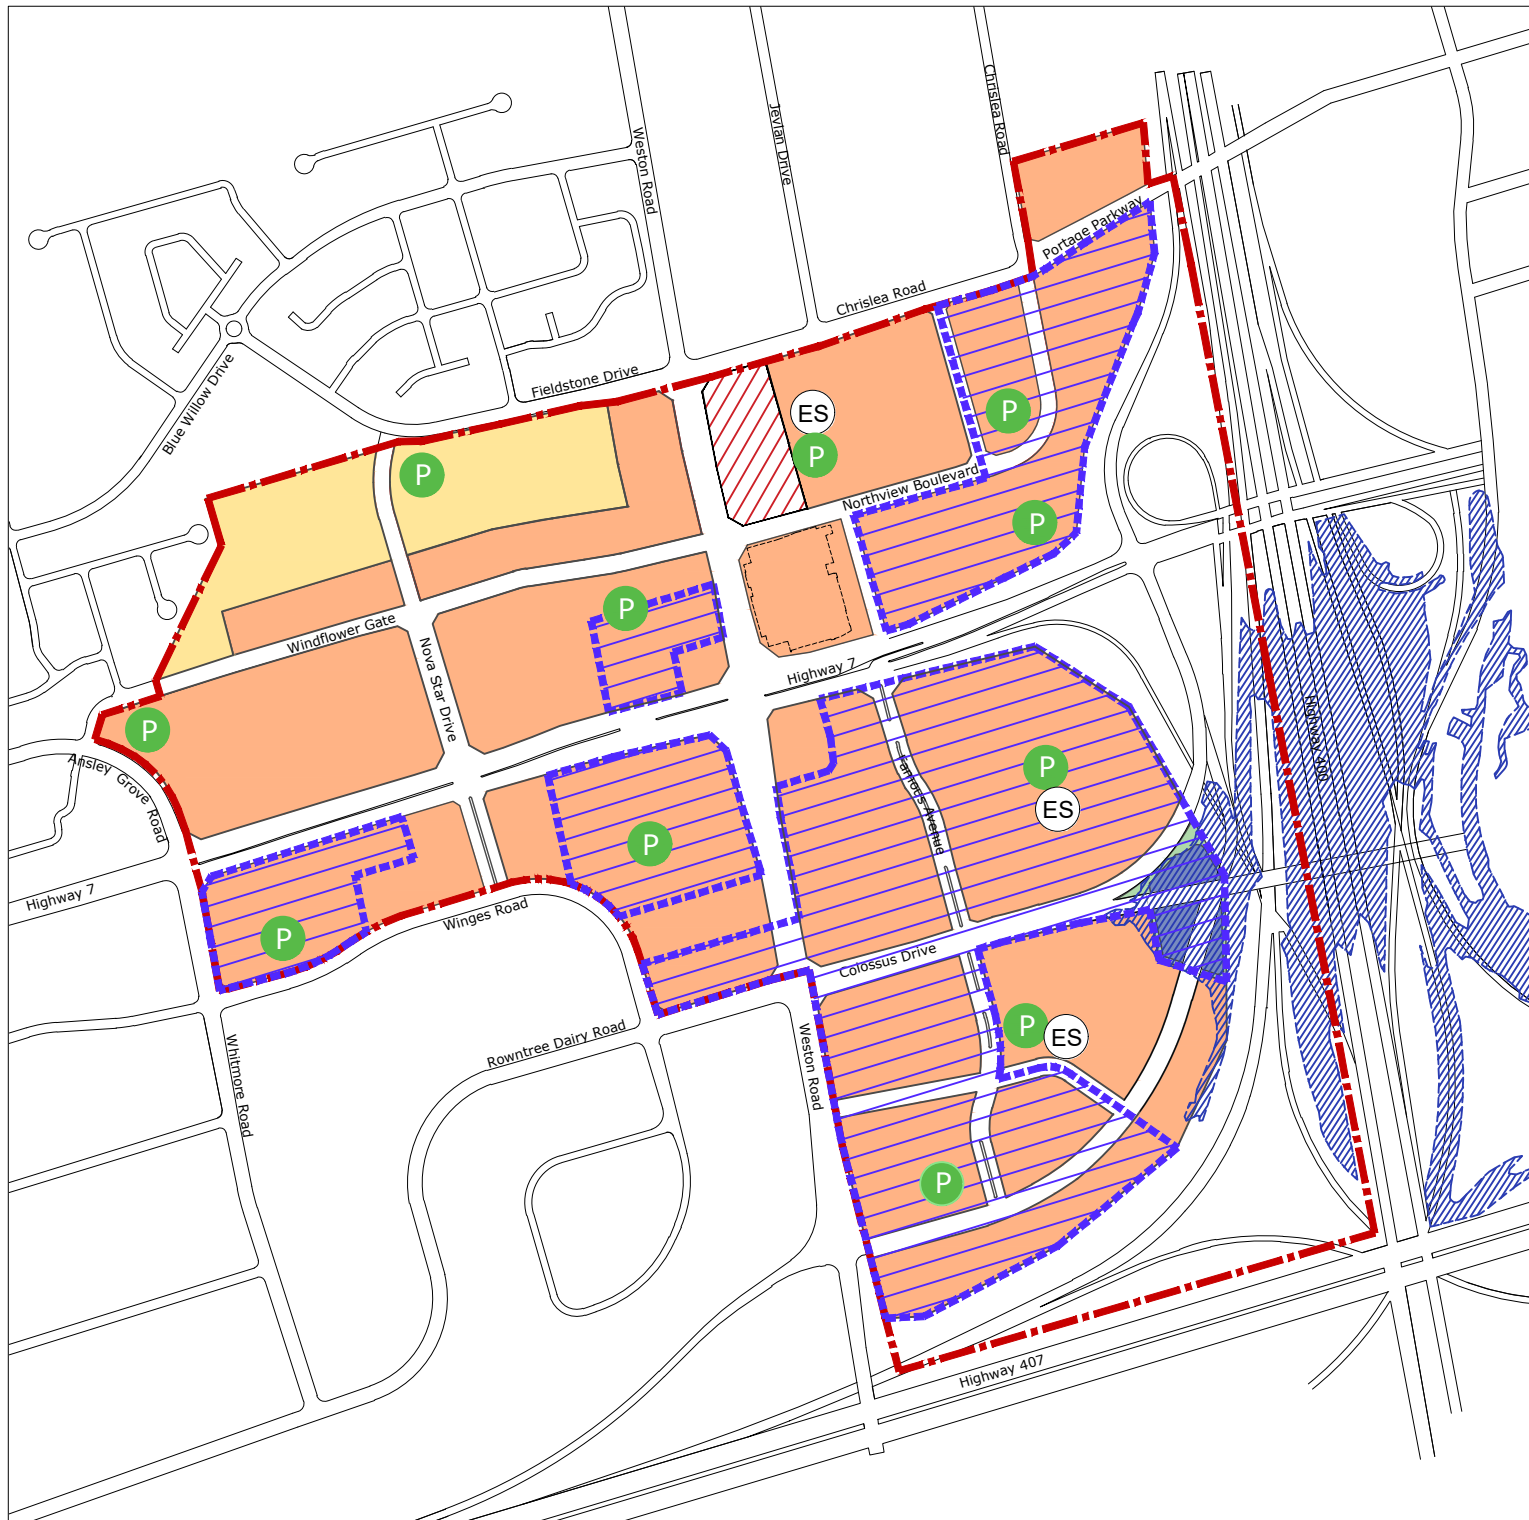 Chrislea Road
Weston Road
Jevlan Drive
Portage Parkway
Chrislea Road
Fieldstone Drive
Blue Willow Drive
ES
P
P
P
P
Northview Boulevard
P
Windflower Gate
Nova Star Drive
Highway 7
P
Ansley Grove Road
P
ES
Famous Avenue
Highway 400
P
Highway 7
P
Winges Road
Colossus Drive
P
ES
Rowntree Dairy Road
Whitmore Road
Weston Road
P
Highway 407